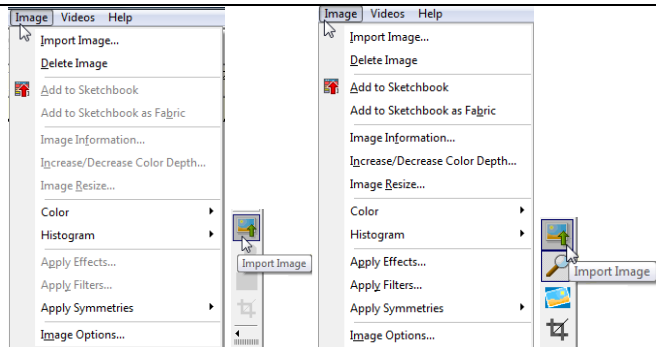 Image Videos Help
Import Image...
Delete Image
Add to Sketchbook
Add to Sketchbook as Fabric
Image Information...
Increase/Decrease Color Depth...
Image Resize...
Color
Histogram
Apply Effects...
Apply Filters...
Apply Symmetries
Image Options...
Import Image
Image Videos Help
Import Image...
Delete Image
Add to Sketchbook
Add to Sketchbook as Fabric
Image Information...
Increase/Decrease Color Depth...
Image Resize...
Color
Histogram
Apply Effects...
Apply Filters...
Apply Symmetries
Image Options...
Import Image